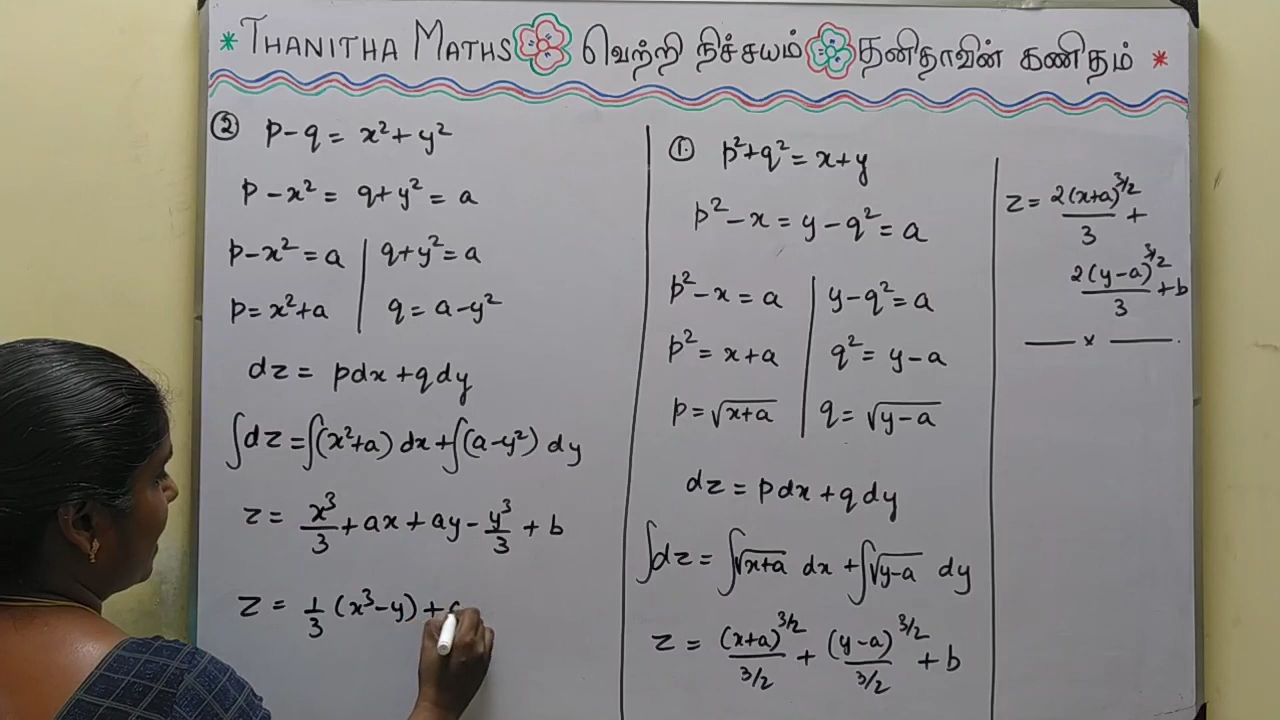 * THANITHA MATHS வெற்றி நிச்சயம் தனிதாவின் கணிதம் *
② p-q = x²+y²
p-x² = q+y² = a
p-x² = a | q+y² = a
p = x²+a | q = a-y²
dz = pdx+qdy
∫dz = ∫(x²+a) dx + ∫(a-y²) dy
z = x³/3 + ax + ay - y³/3 + b
z = 1/3 (x³-y) +
①. p²+q² = x+y
p²-x = y-q² = a
p²-x = a | y-q² = a
p² = x+a | q² = y-a
p = √x+a | q = √y-a
dz = pdx+qdy
∫dz = ∫√x+a dx + ∫√y-a dy
z = (x+a)^3/2 / 3/2 + (y-a)^3/2 / 3/2 + b
z = 2(x+a)^3/2 / 3 +
2(y-a)^3/2 / 3 + b
—— x ——.